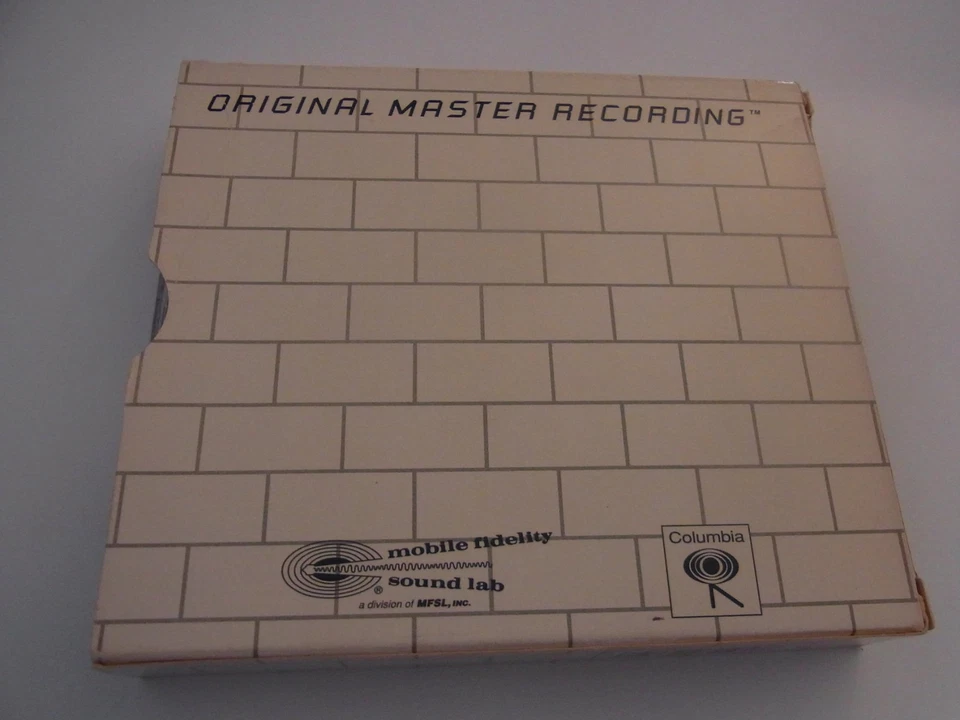 ORIGINAL MASTER RECORDING™
mobile fidelity
sound lab
®
a division of MFSL, INC.
Columbia